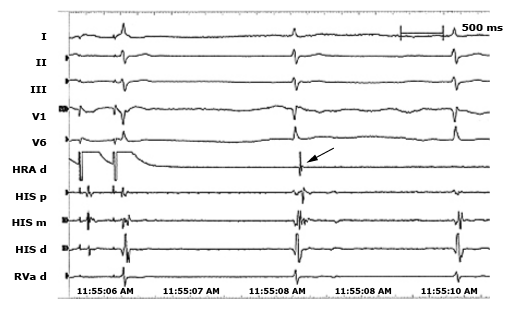 I
500 ms
II
III
V1
V6
HRA d
HIS p
HIS m
HIS d
RVa d
11:55:06 AM 11:55:07 AM 11:55:08 AM 11:55:08 AM 11:55:10 AM